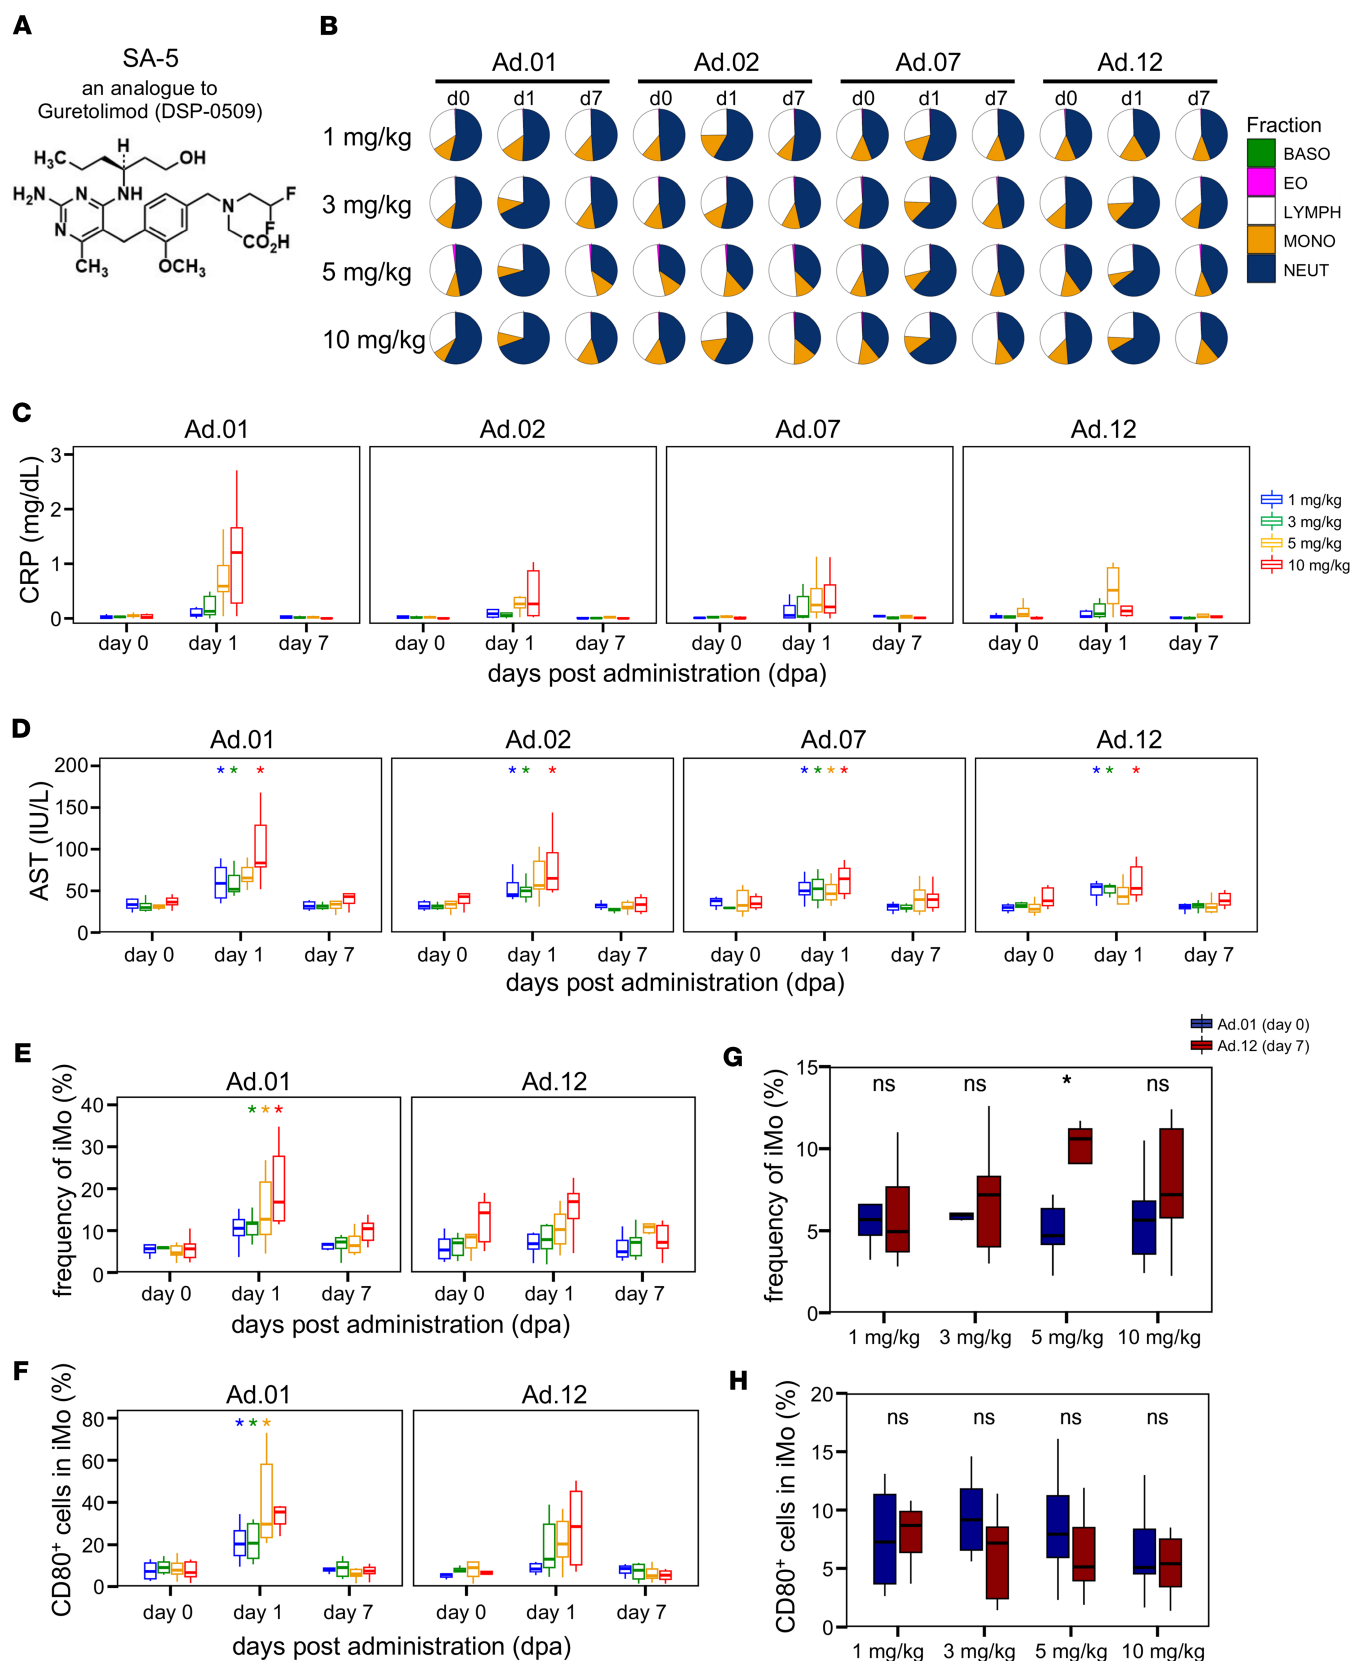 A
SA-5
an analogue to
Guretolimod (DSP-0509)
H
H₃C
OH
H₂N
N
NH
N
N
F
F
CO₂H
CH₃
OCH₃
B
Ad.01
Ad.02
Ad.07
Ad.12
d0 d1 d7 d0 d1 d7 d0 d1 d7 d0 d1 d7
1 mg/kg
3 mg/kg
5 mg/kg
10 mg/kg
Fraction
BASO
EO
LYMPH
MONO
NEUT
C
Ad.01
Ad.02
Ad.07
Ad.12
CRP (mg/dL)
3
2
1
0
day 0 day 1 day 7 day 0 day 1 day 7 day 0 day 1 day 7 day 0 day 1 day 7
days post administration (dpa)
1 mg/kg
3 mg/kg
5 mg/kg
10 mg/kg
D
Ad.01
Ad.02
Ad.07
Ad.12
AST (IU/L)
200
150
100
50
0
* * *
* * *
* * * *
* * *
day 0 day 1 day 7 day 0 day 1 day 7 day 0 day 1 day 7 day 0 day 1 day 7
days post administration (dpa)
E
Ad.01
Ad.12
frequency of iMo (%)
40
30
20
10
0
* * *
day 0 day 1 day 7 day 0 day 1 day 7
days post administration (dpa)
F
Ad.01
Ad.12
CD80⁺ cells in iMo (%)
80
60
40
20
0
* * *
day 0 day 1 day 7 day 0 day 1 day 7
days post administration (dpa)
Ad.01 (day 0)
Ad.12 (day 7)
G
frequency of iMo (%)
15
10
5
0
ns ns * ns
1 mg/kg 3 mg/kg 5 mg/kg 10 mg/kg
H
CD80⁺ cells in iMo (%)
20
15
10
5
0
ns ns ns ns
1 mg/kg 3 mg/kg 5 mg/kg 10 mg/kg